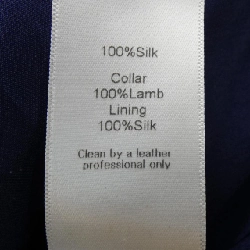 100%Silk
Collar
100%Lamb
Lining
100%Silk
Clean by a leather
professional only